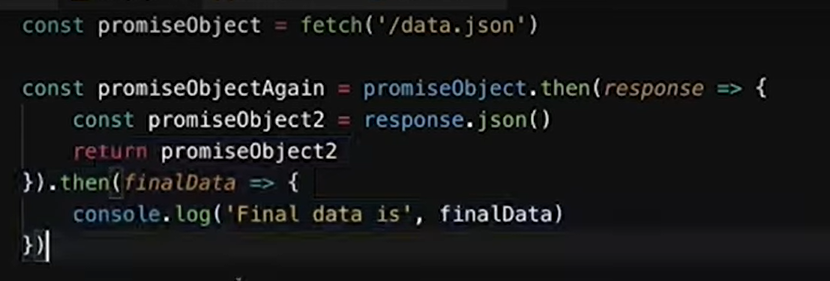 const promiseObject = fetch('/data.json')
const promiseObjectAgain = promiseObject.then(response => {
const promiseObject2 = response.json()
return promiseObject2
}).then(finalData => {
console.log('Final data is', finalData)
})